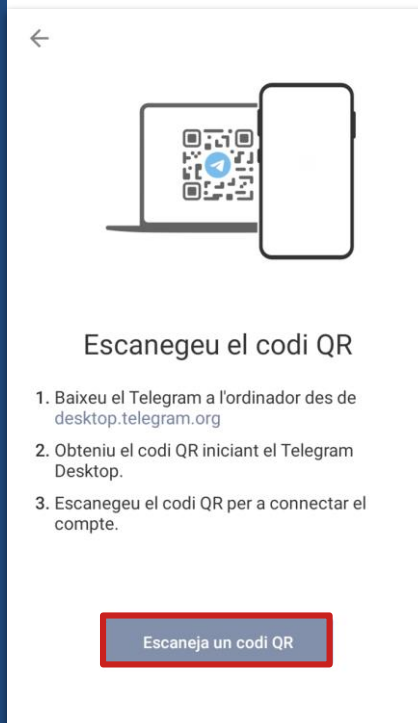 Escanegeu el codi QR
1. Baixeu el Telegram a l'ordinador des de
desktop.telegram.org
2. Obteniu el codi QR iniciant el Telegram
Desktop.
3. Escanegeu el codi QR per a connectar el
compte.
Escaneja un codi QR